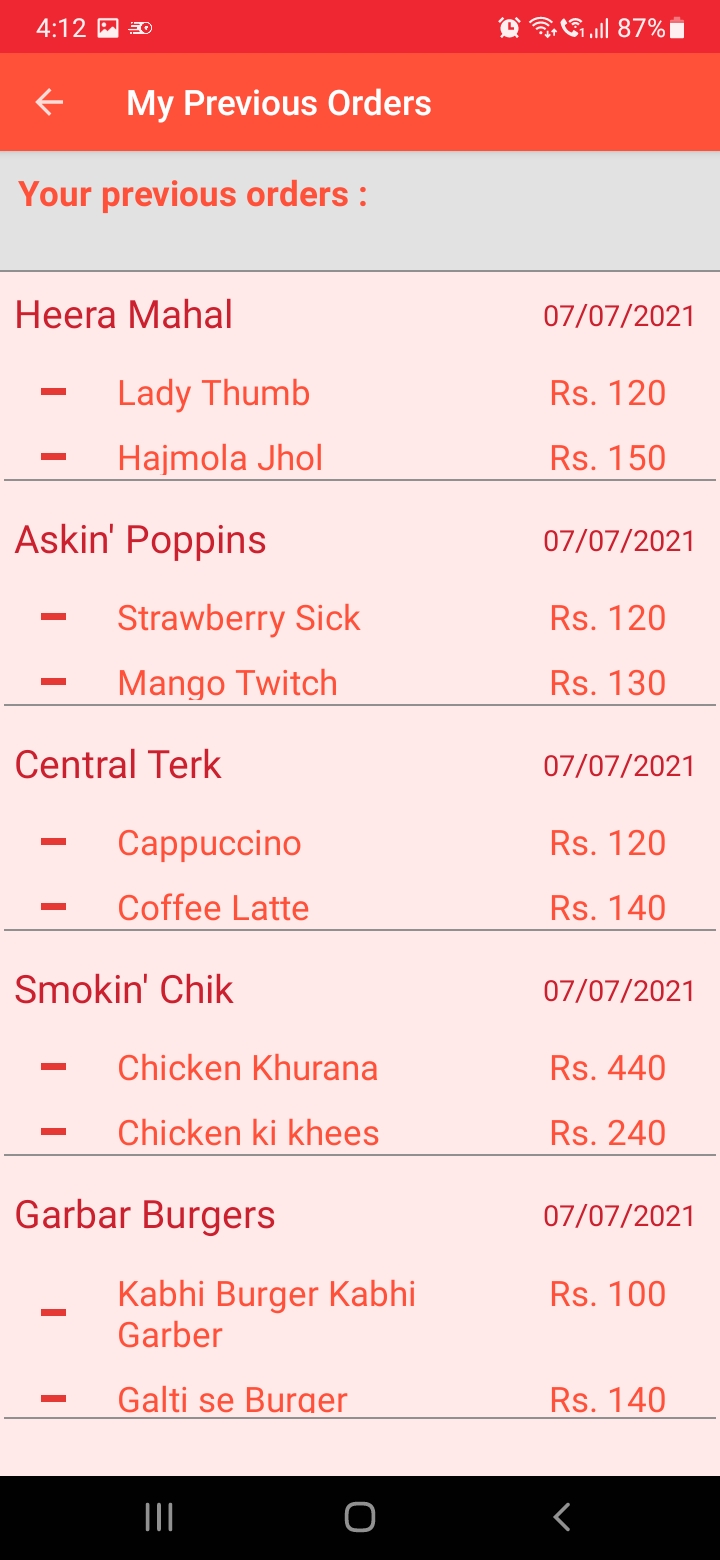 4:12
1 87%
My Previous Orders
Your previous orders :
Heera Mahal 07/07/2021
Lady Thumb Rs. 120
Hajmola Jhol Rs. 150
Askin' Poppins 07/07/2021
Strawberry Sick Rs. 120
Mango Twitch Rs. 130
Central Terk 07/07/2021
Cappuccino Rs. 120
Coffee Latte Rs. 140
Smokin' Chik 07/07/2021
Chicken Khurana Rs. 440
Chicken ki khees Rs. 240
Garbar Burgers 07/07/2021
Kabhi Burger Kabhi Rs. 100
Garber
Galti se Burger Rs. 140